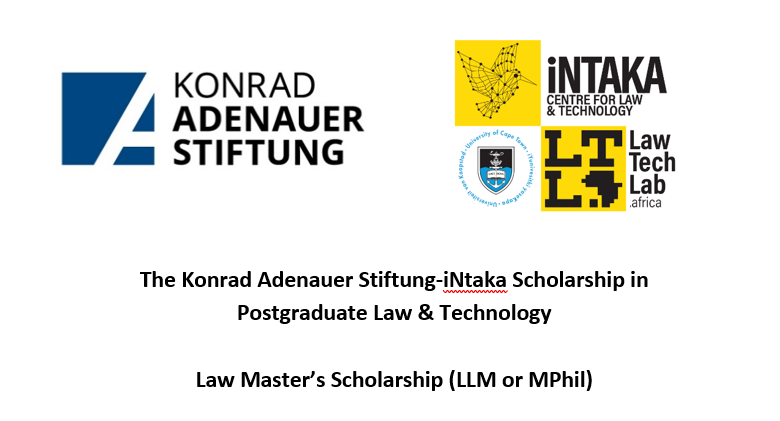 KONRAD
ADENAUER
STIFTUNG
iNTAKA
CENTRE FOR LAW
& TECHNOLOGY
University of Cape Town · iYunivesithi yaseKapa · Universiteit van Kaapstad
LT
L.
Law
Tech
Lab
.africa
The Konrad Adenauer Stiftung-iNtaka Scholarship in
Postgraduate Law & Technology
Law Master's Scholarship (LLM or MPhil)